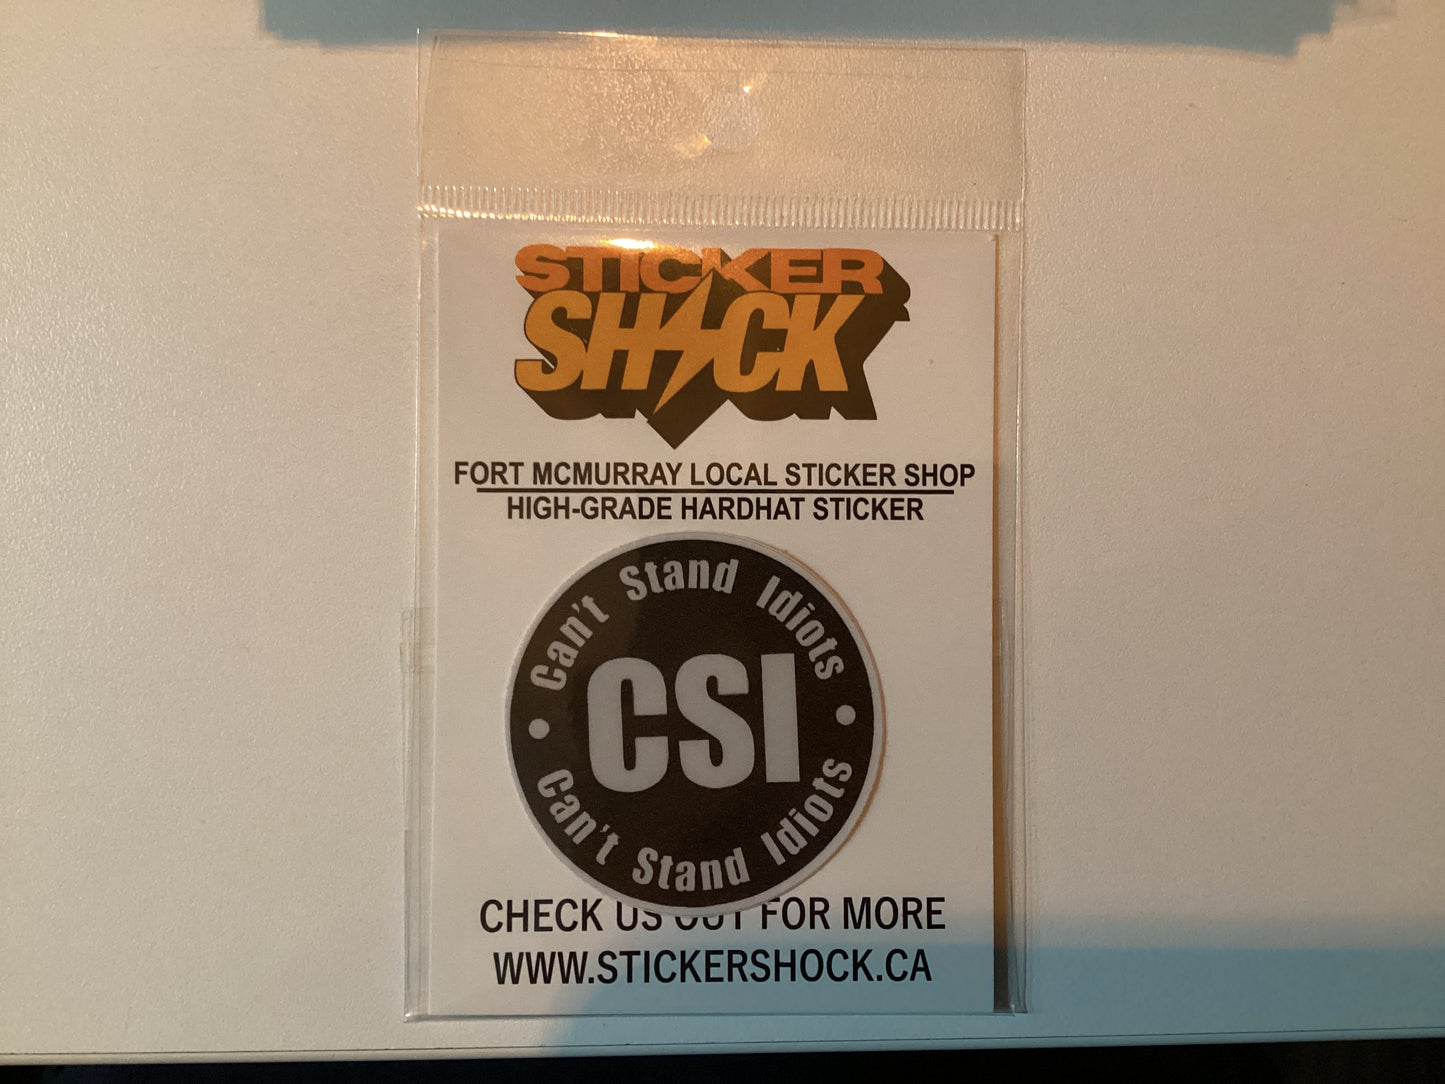 STICKER
SHOCK
FORT MCMURRAY LOCAL STICKER SHOP
HIGH-GRADE HARDHAT STICKER
Can't Stand Idiots
CSI
Can't Stand Idiots
CHECK US OUT FOR MORE
WWW.STICKERSHOCK.CA